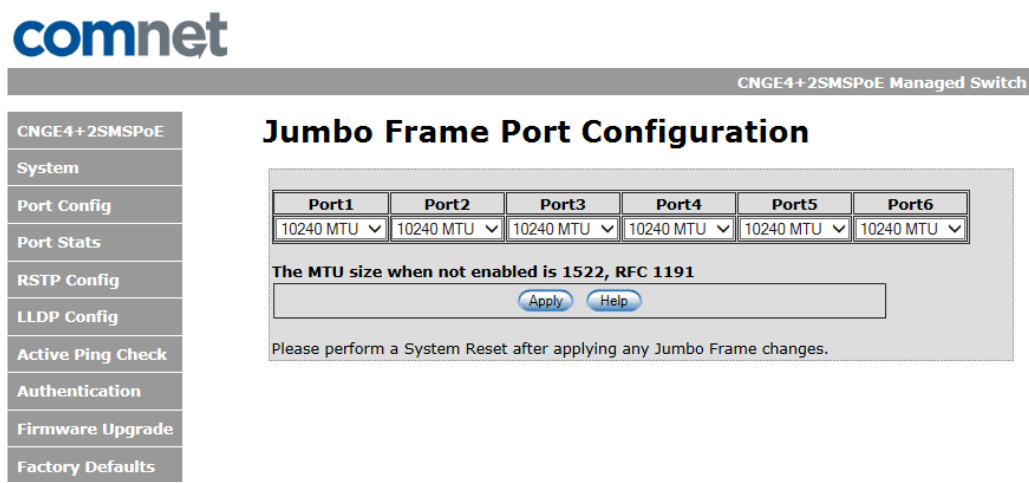 comnet
CNGE4+2SMSPoE Managed Switch
CNGE4+2SMSPoE
System
Port Config
Port Stats
RSTP Config
LLDP Config
Active Ping Check
Authentication
Firmware Upgrade
Factory Defaults
Jumbo Frame Port Configuration
Port1 Port2 Port3 Port4 Port5 Port6
10240 MTU 10240 MTU 10240 MTU 10240 MTU 10240 MTU 10240 MTU
The MTU size when not enabled is 1522, RFC 1191
Apply Help
Please perform a System Reset after applying any Jumbo Frame changes.